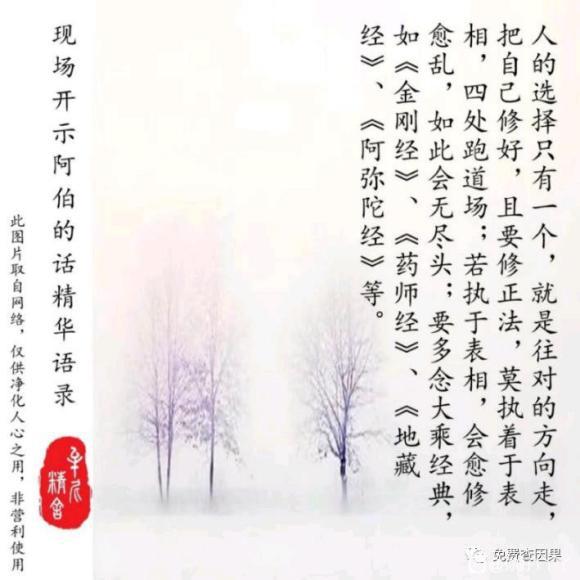 人的选择只有一个，就是往对的方向走，
把自己修好，且要修正法，莫执着于表
相，四处跑道场；若执于表相，会愈修
愈乱，如此会无尽头；要多念大乘经典，
如《金刚经》、《药师经》、《地藏
经》、《阿弥陀经》等。
现场开示阿伯的话精华语录
此图片取自网络，仅供净化人心之用，非营利使用
精舍
免费查因果